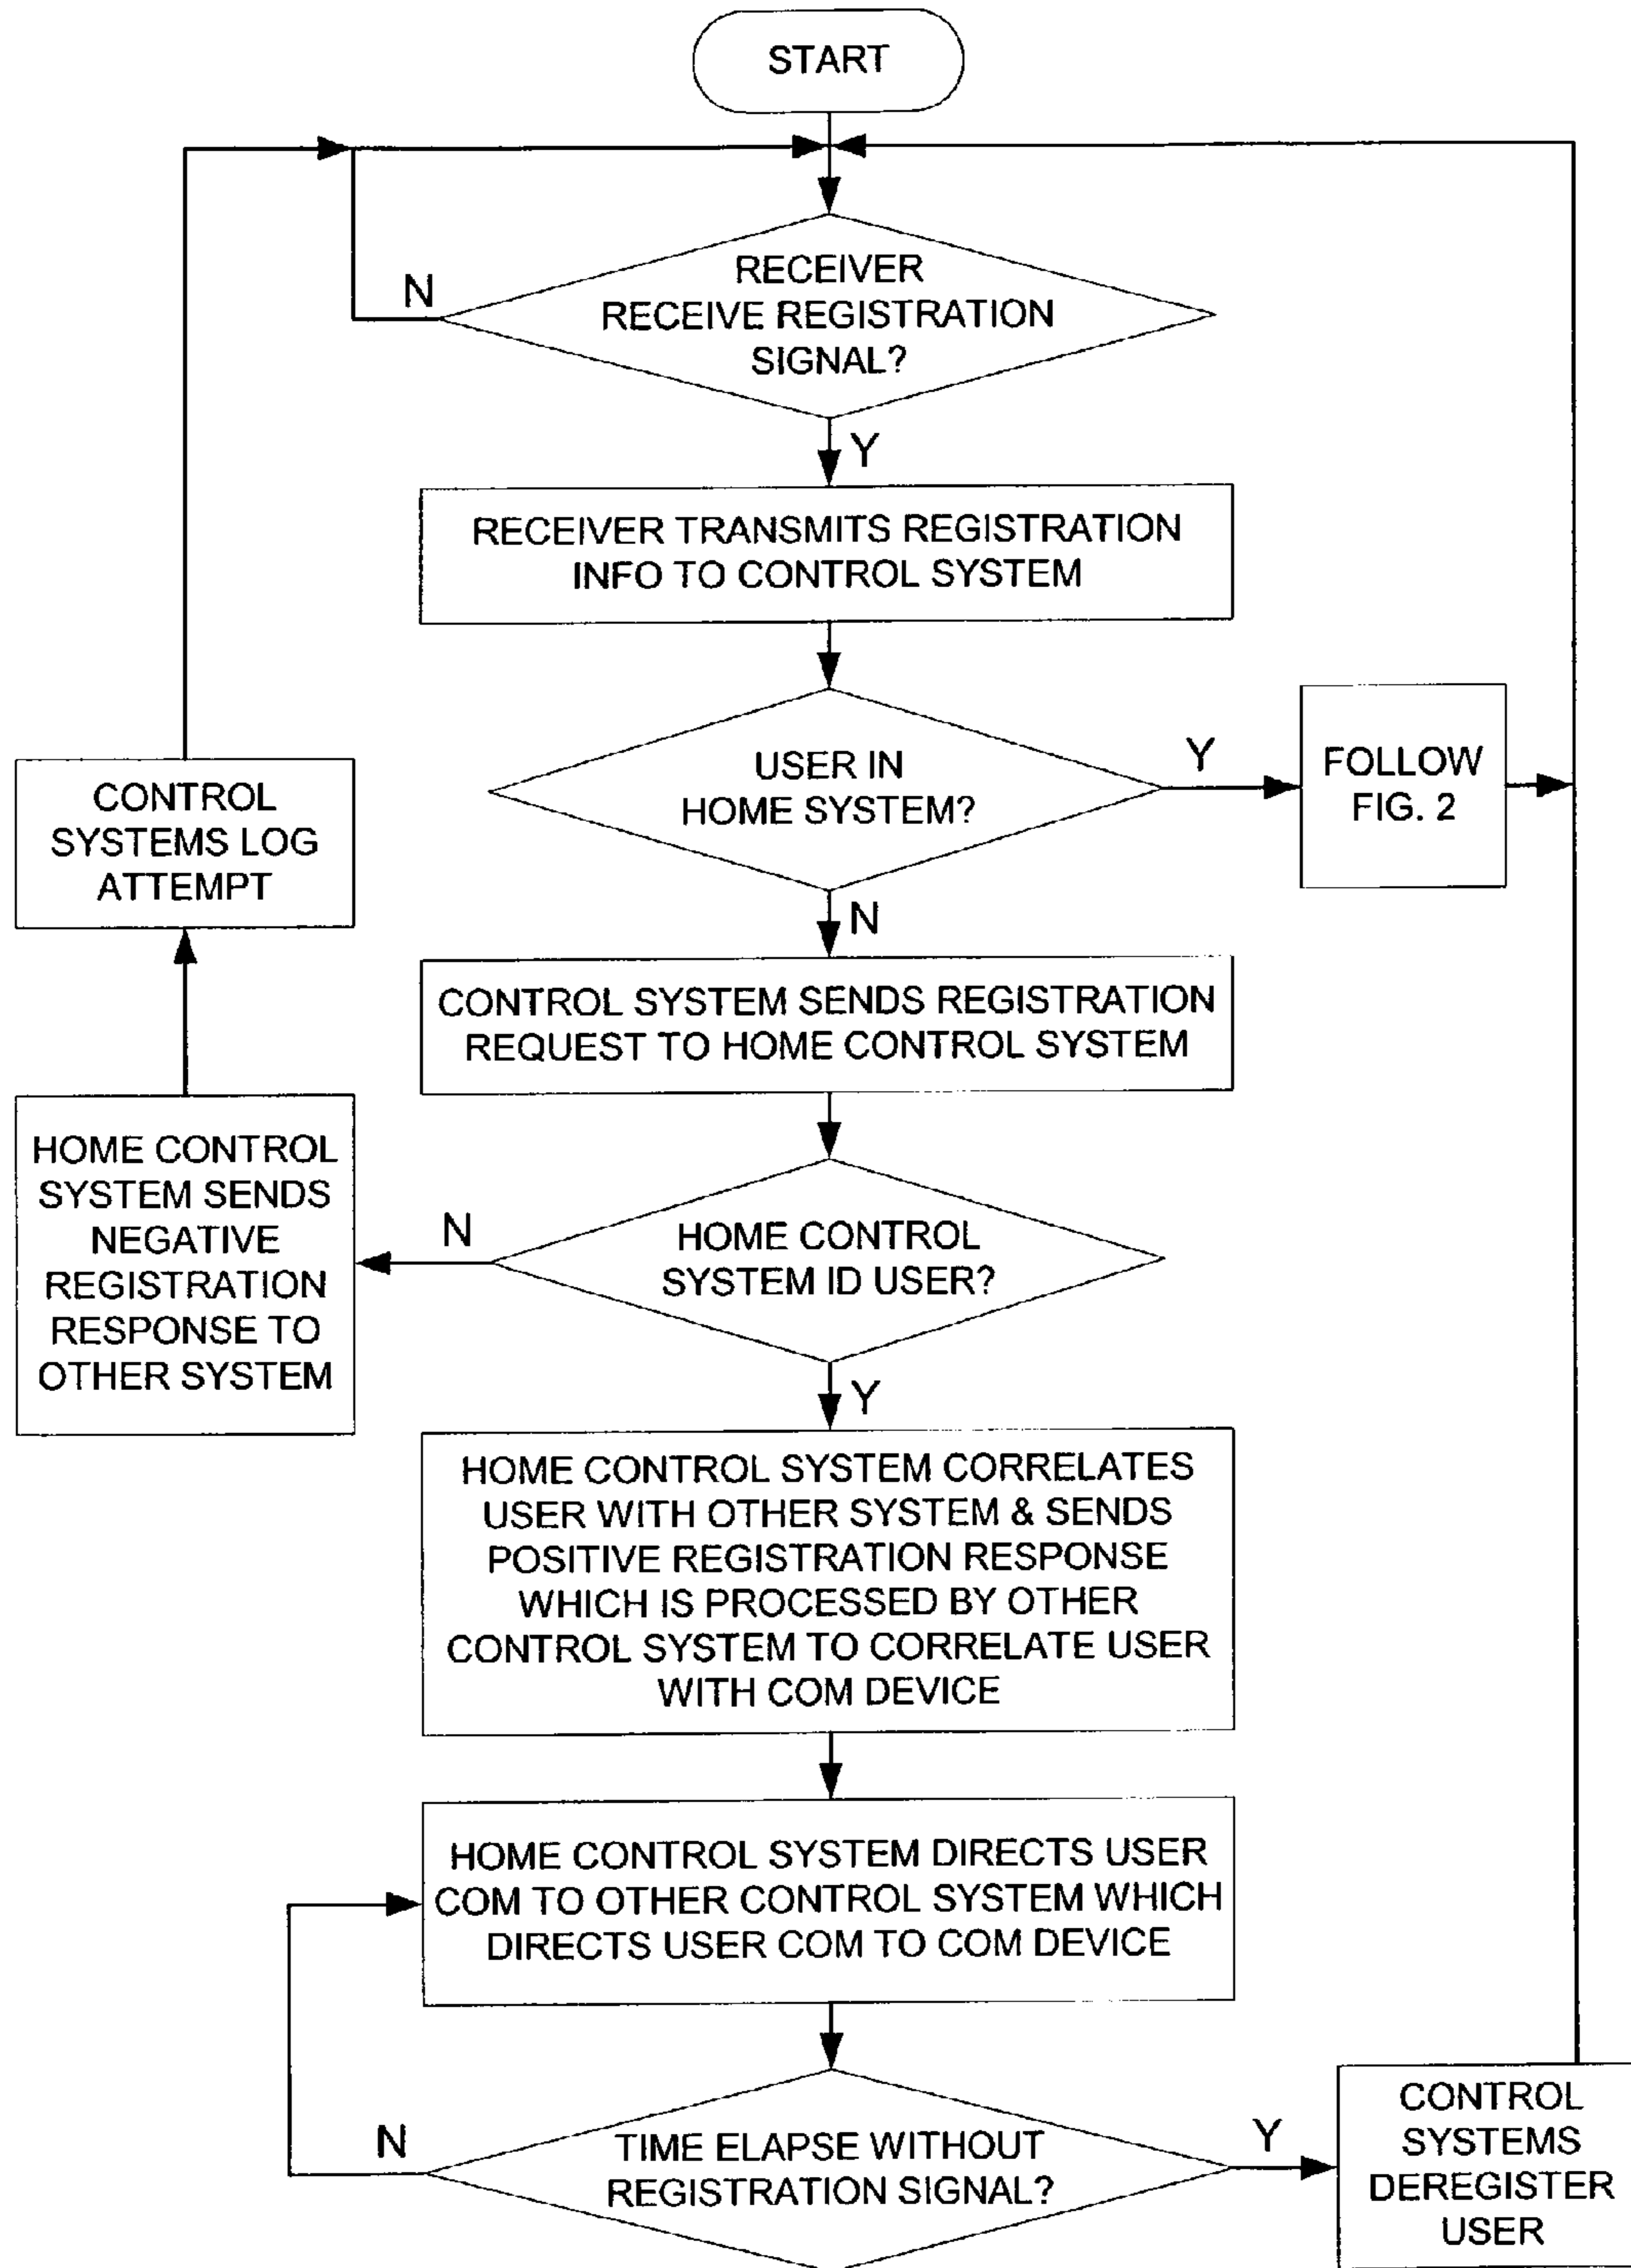 START
RECEIVER
RECEIVE REGISTRATION
SIGNAL?
N
Y
RECEIVER TRANSMITS REGISTRATION
INFO TO CONTROL SYSTEM
USER IN
HOME SYSTEM?
Y
FOLLOW
FIG. 2
N
CONTROL
SYSTEMS LOG
ATTEMPT
CONTROL SYSTEM SENDS REGISTRATION
REQUEST TO HOME CONTROL SYSTEM
HOME CONTROL
SYSTEM ID USER?
N
HOME CONTROL
SYSTEM SENDS
NEGATIVE
REGISTRATION
RESPONSE TO
OTHER SYSTEM
Y
HOME CONTROL SYSTEM CORRELATES
USER WITH OTHER SYSTEM & SENDS
POSITIVE REGISTRATION RESPONSE
WHICH IS PROCESSED BY OTHER
CONTROL SYSTEM TO CORRELATE USER
WITH COM DEVICE
HOME CONTROL SYSTEM DIRECTS USER
COM TO OTHER CONTROL SYSTEM WHICH
DIRECTS USER COM TO COM DEVICE
N
TIME ELAPSE WITHOUT
REGISTRATION SIGNAL?
Y
CONTROL
SYSTEMS
DEREGISTER
USER